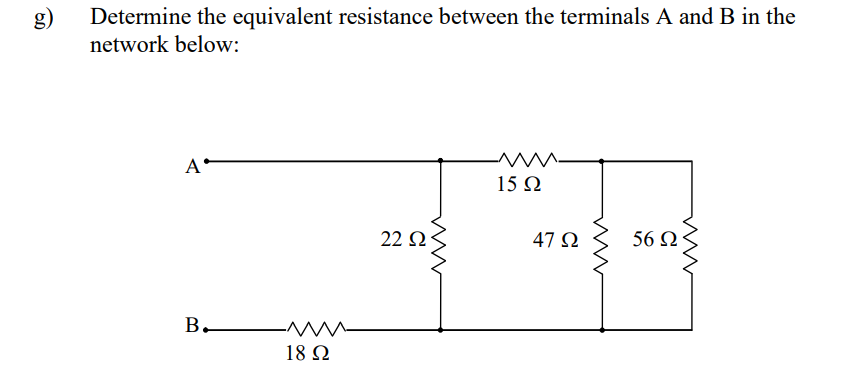 g) Determine the equivalent resistance between the terminals A and B in the
network below:
A
15 Ω
22 Ω
47 Ω
56 Ω
B
18 Ω